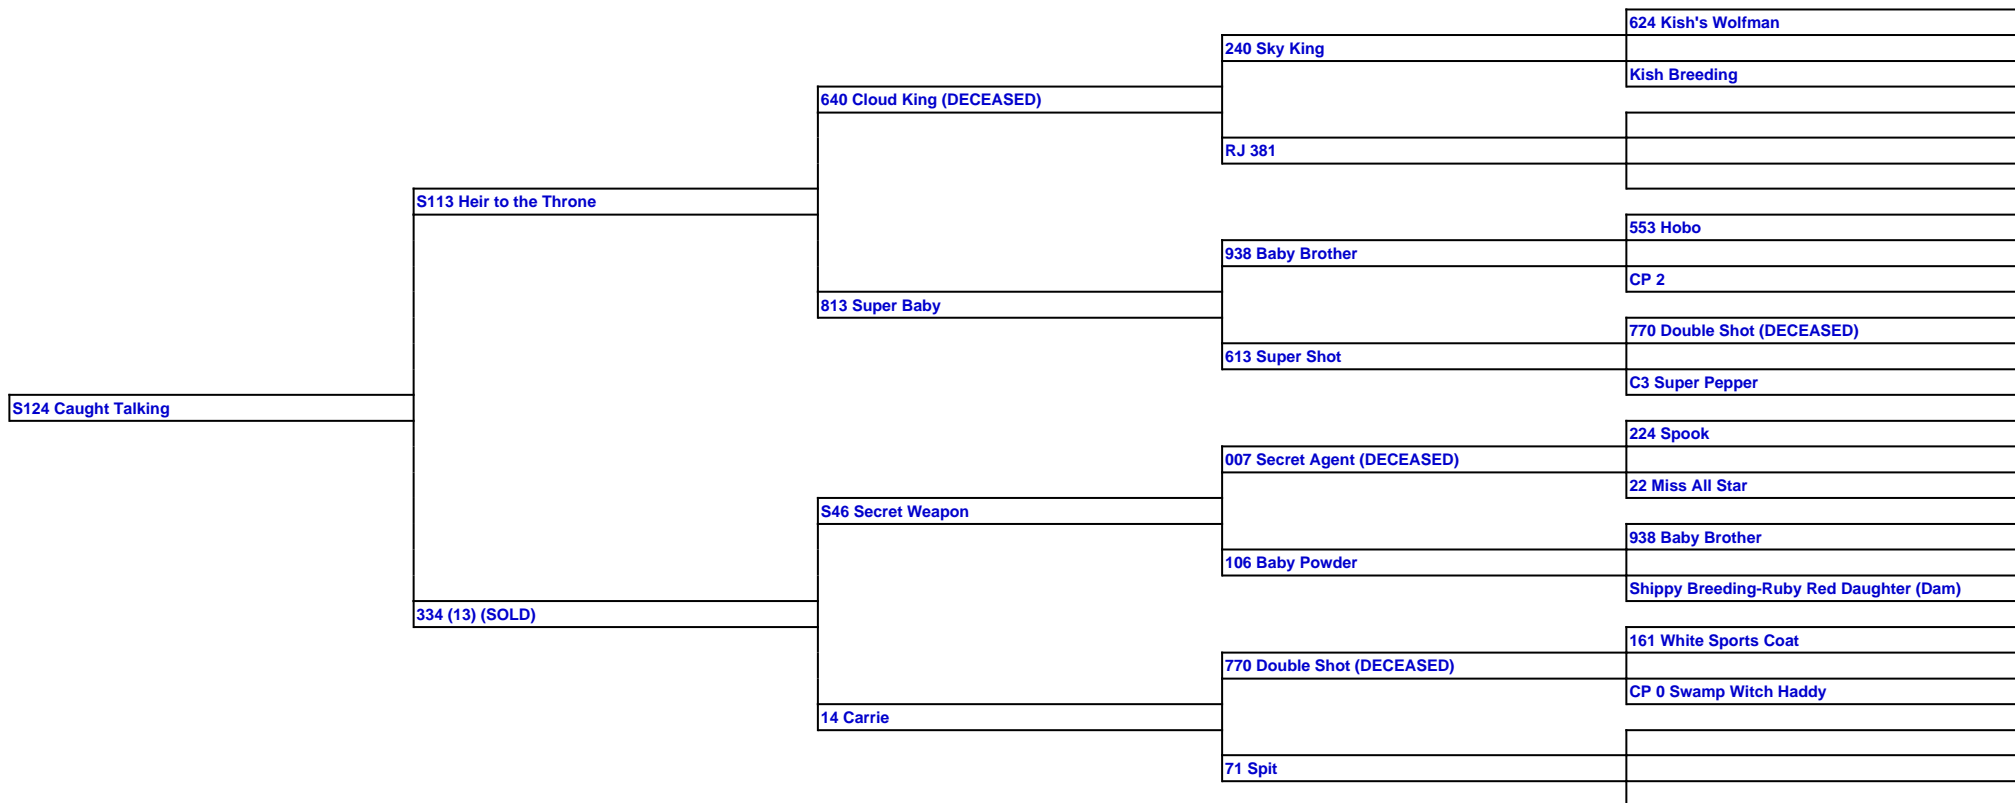 624 Kish's Wolfman
240 Sky King
Kish Breeding
640 Cloud King (DECEASED)
RJ 381
S113 Heir to the Throne
553 Hobo
938 Baby Brother
CP 2
813 Super Baby
770 Double Shot (DECEASED)
613 Super Shot
C3 Super Pepper
S124 Caught Talking
224 Spook
007 Secret Agent (DECEASED)
22 Miss All Star
S46 Secret Weapon
938 Baby Brother
106 Baby Powder
Shippy Breeding-Ruby Red Daughter (Dam)
334 (13) (SOLD)
161 White Sports Coat
770 Double Shot (DECEASED)
CP 0 Swamp Witch Haddy
14 Carrie
71 Spit